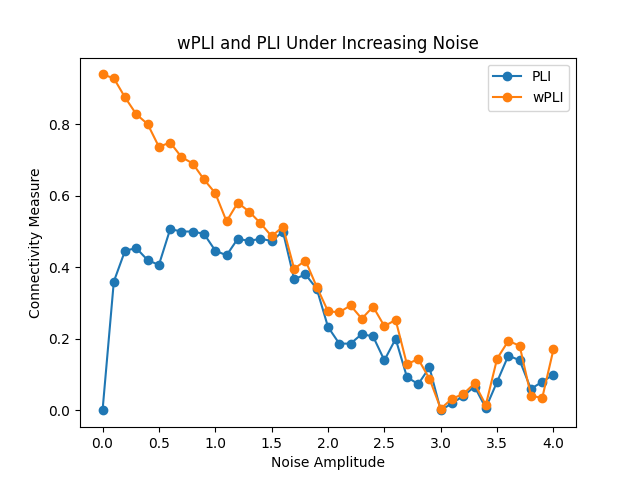 wPLI and PLI Under Increasing Noise
PLI
wPLI
Connectivity Measure
0.8
0.6
0.4
0.2
0.0
0.0 0.5 1.0 1.5 2.0 2.5 3.0 3.5 4.0
Noise Amplitude